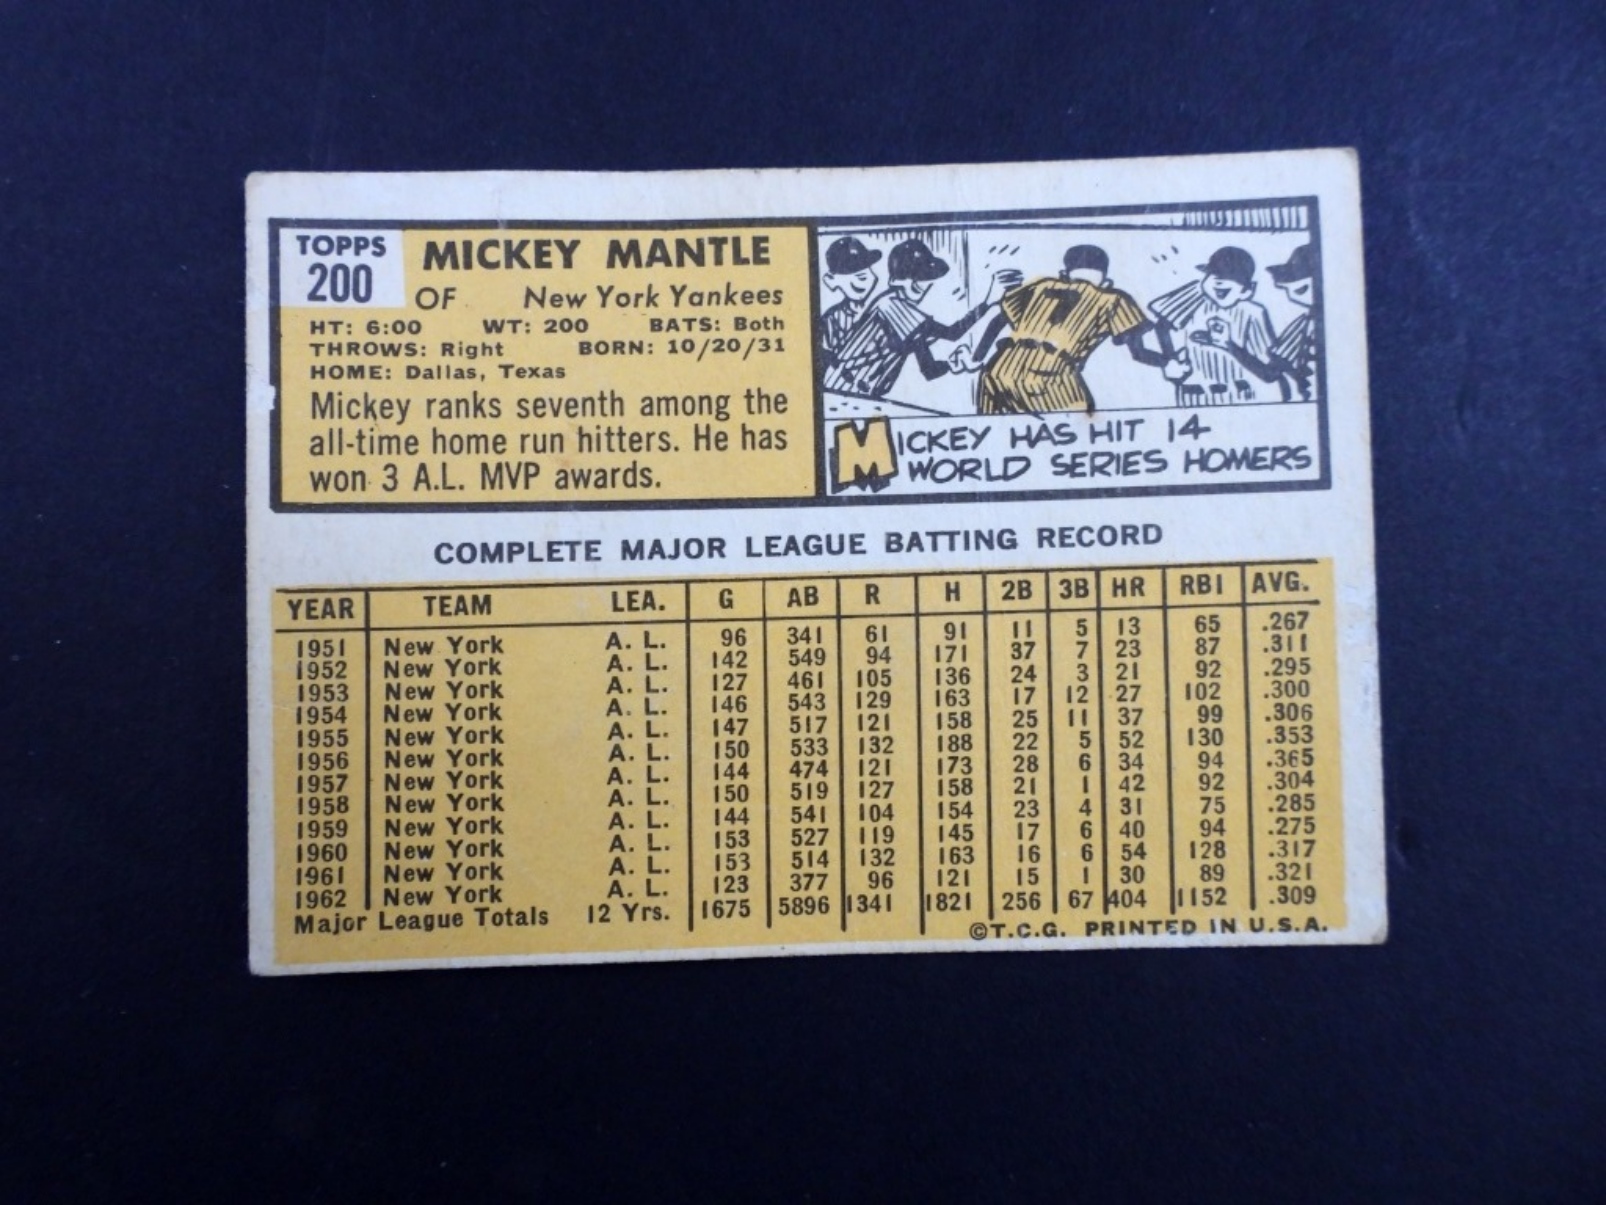 TOPPS
200
MICKEY MANTLE
OF New York Yankees
HT: 6:00 WT: 200 BATS: Both
THROWS: Right BORN: 10/20/31
HOME: Dallas, Texas
Mickey ranks seventh among the
all-time home run hitters. He has
won 3 A.L. MVP awards.
7
MICKEY HAS HIT 14
WORLD SERIES HOMERS
M
COMPLETE MAJOR LEAGUE BATTING RECORD
YEAR TEAM LEA. G AB R H 2B 3B HR RBI AVG.
1951 New York A. L. 96 341 61 91 11 5 13 65 .267
1952 New York A. L. 142 549 94 171 37 7 23 87 .311
1953 New York A. L. 127 461 105 136 24 3 21 92 .295
1954 New York A. L. 146 543 129 163 17 12 27 102 .300
1955 New York A. L. 147 517 121 158 25 11 37 99 .306
1956 New York A. L. 150 533 132 188 22 5 52 130 .353
1957 New York A. L. 144 474 121 173 28 6 34 94 .365
1958 New York A. L. 150 519 127 158 21 1 42 92 .304
1959 New York A. L. 144 541 104 154 23 4 31 75 .285
1960 New York A. L. 153 527 119 145 17 6 40 94 .275
1961 New York A. L. 153 514 132 163 16 6 54 128 .317
1962 New York A. L. 123 377 96 121 15 1 30 89 .321
Major League Totals 12 Yrs. 1675 5896 1341 1821 256 67 404 1152 .309
©T.C.G. PRINTED IN U.S.A.